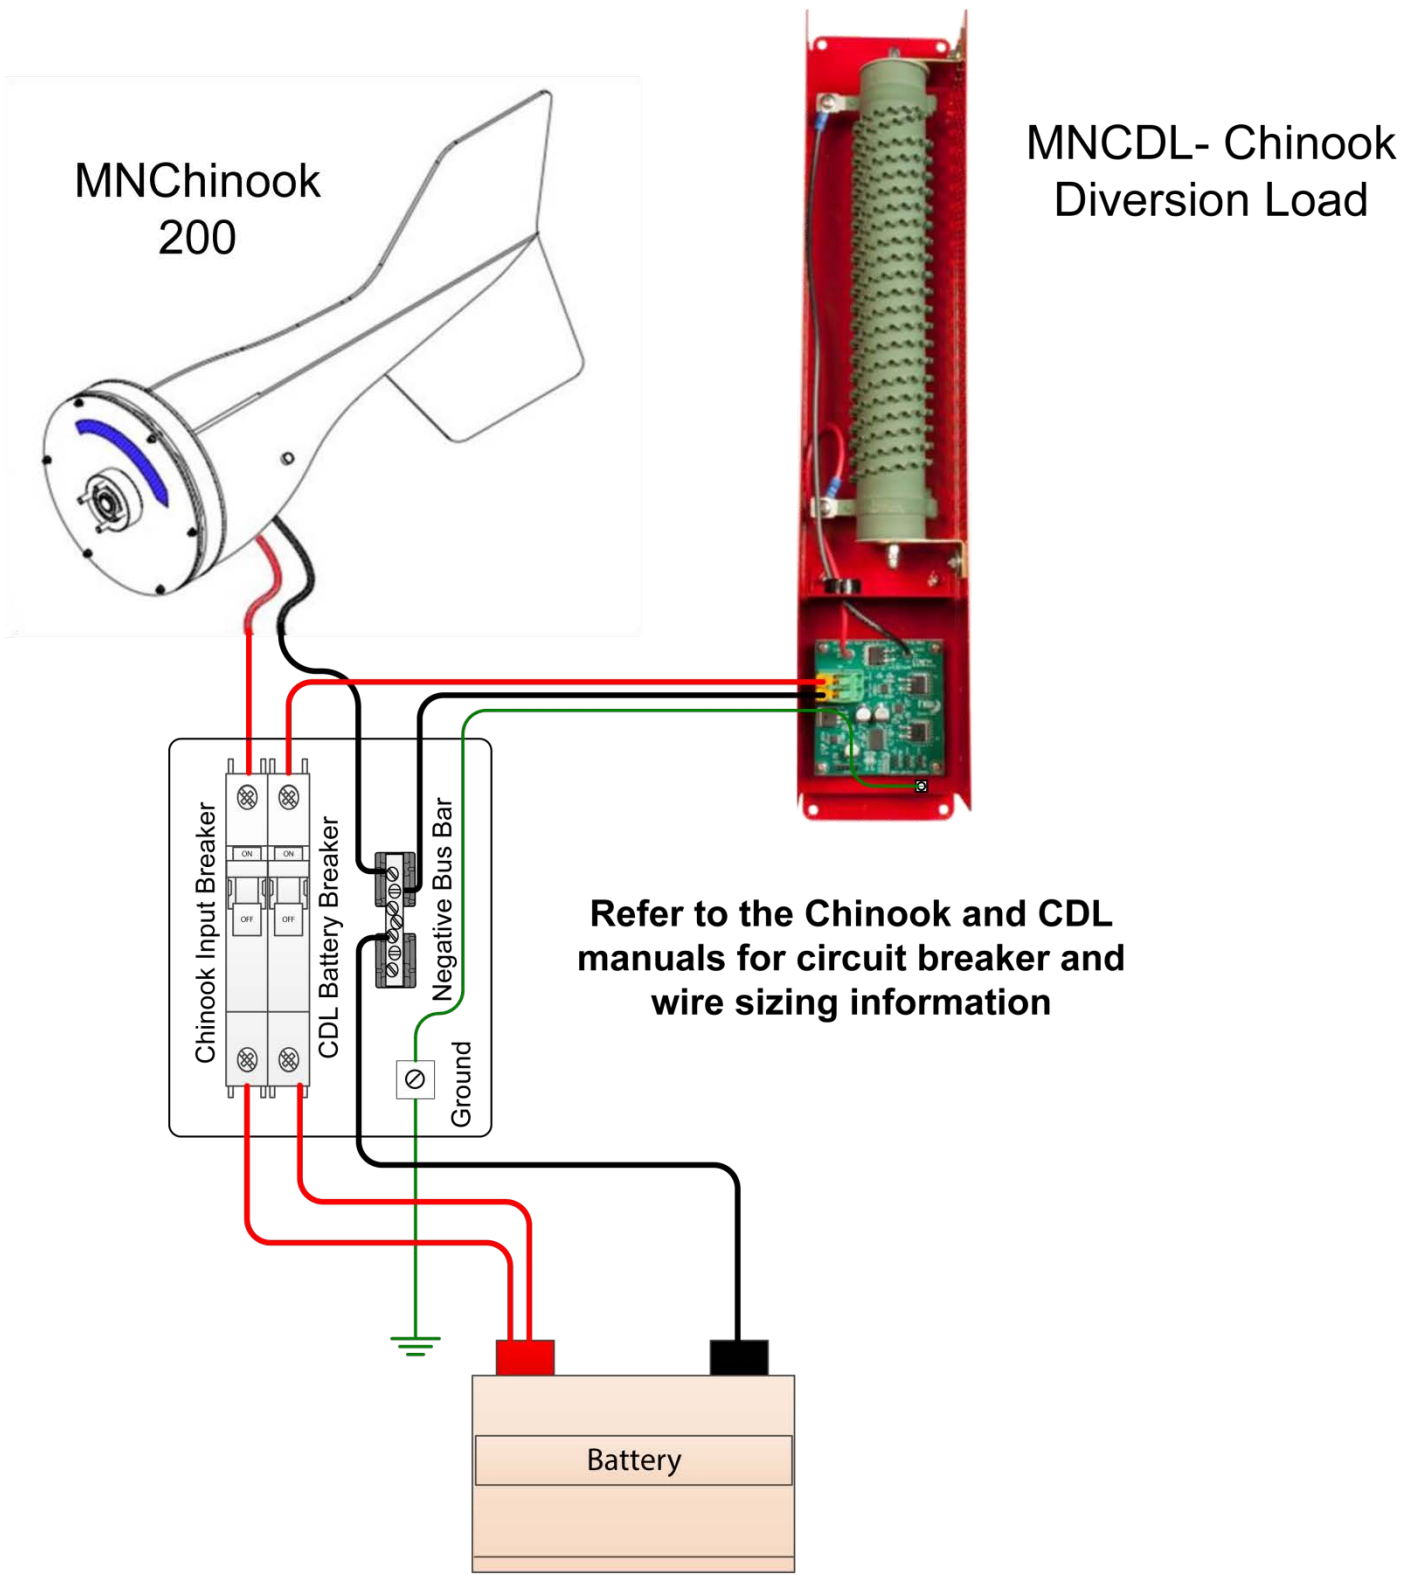 MNChinook
200
MNCDL- Chinook
Diversion Load
Chinook Input Breaker
ON
OFF
ON
OFF
CDL Battery Breaker
Negative Bus Bar
Ground
Refer to the Chinook and CDL
manuals for circuit breaker and
wire sizing information
Battery